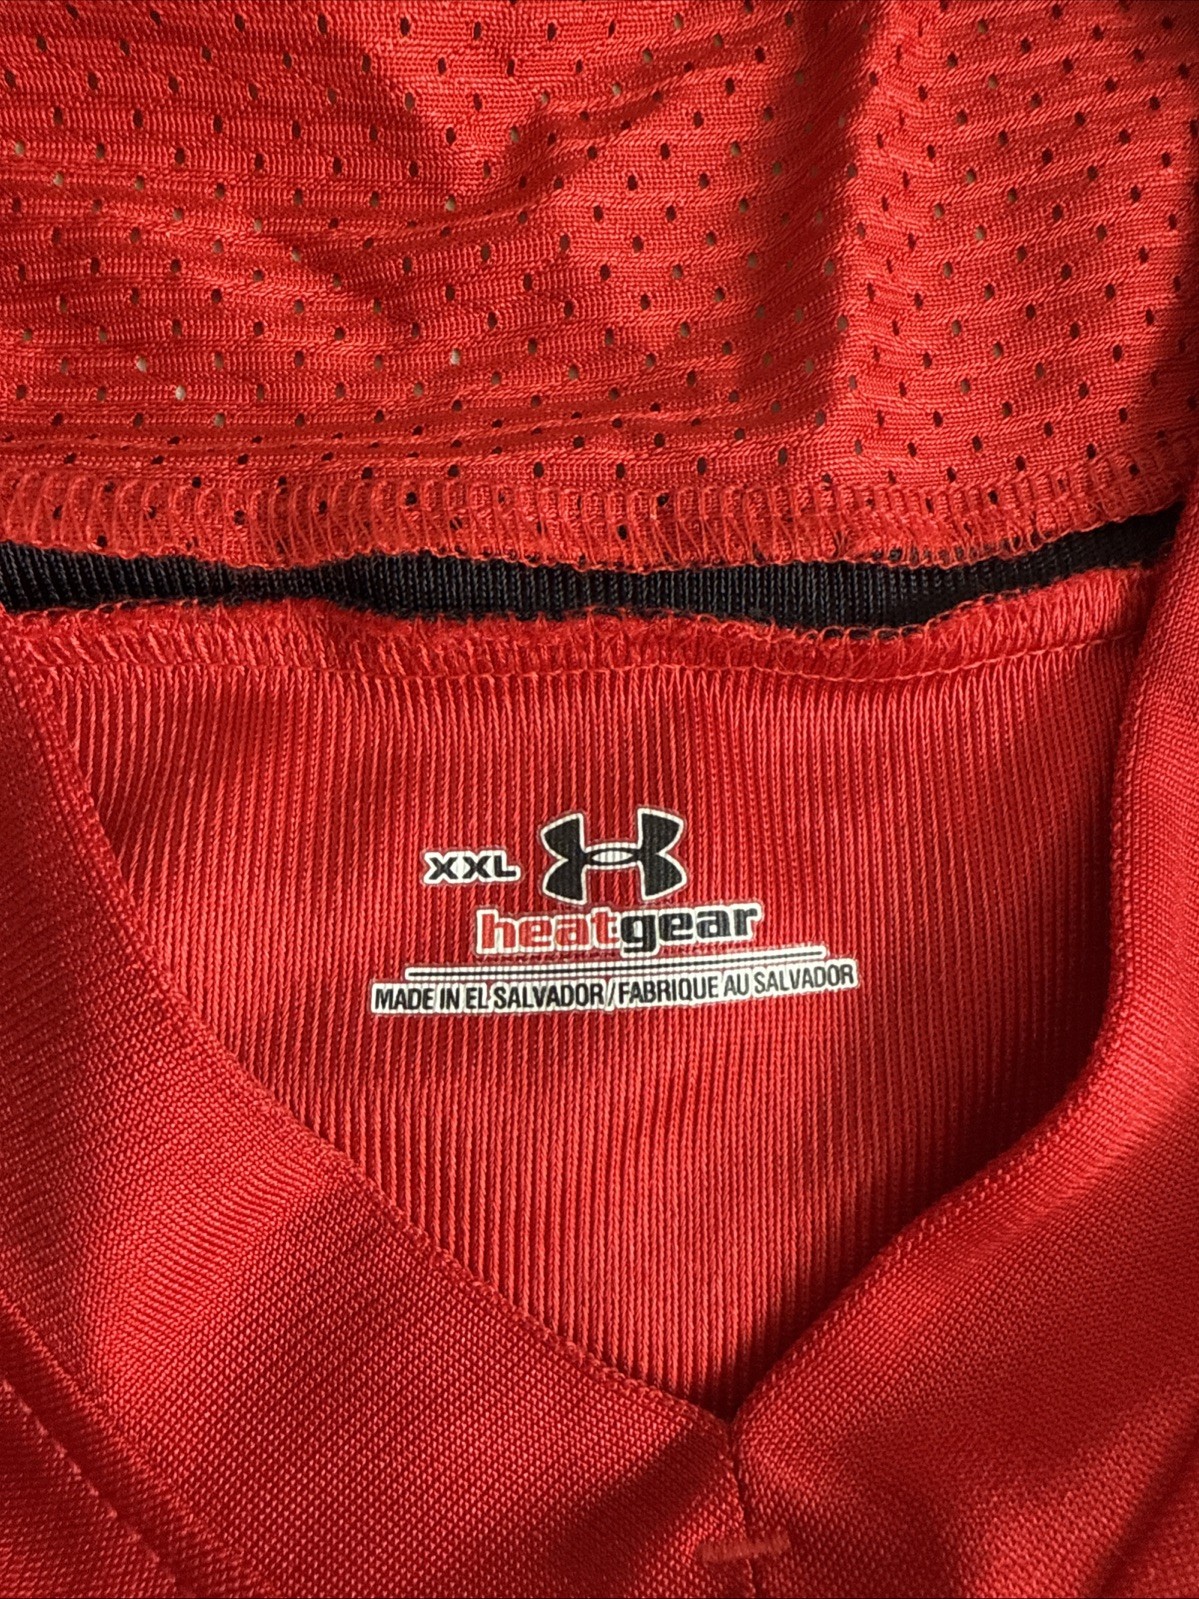 XXL
heatgear
MADE IN EL SALVADOR/FABRIQUE AU SALVADOR